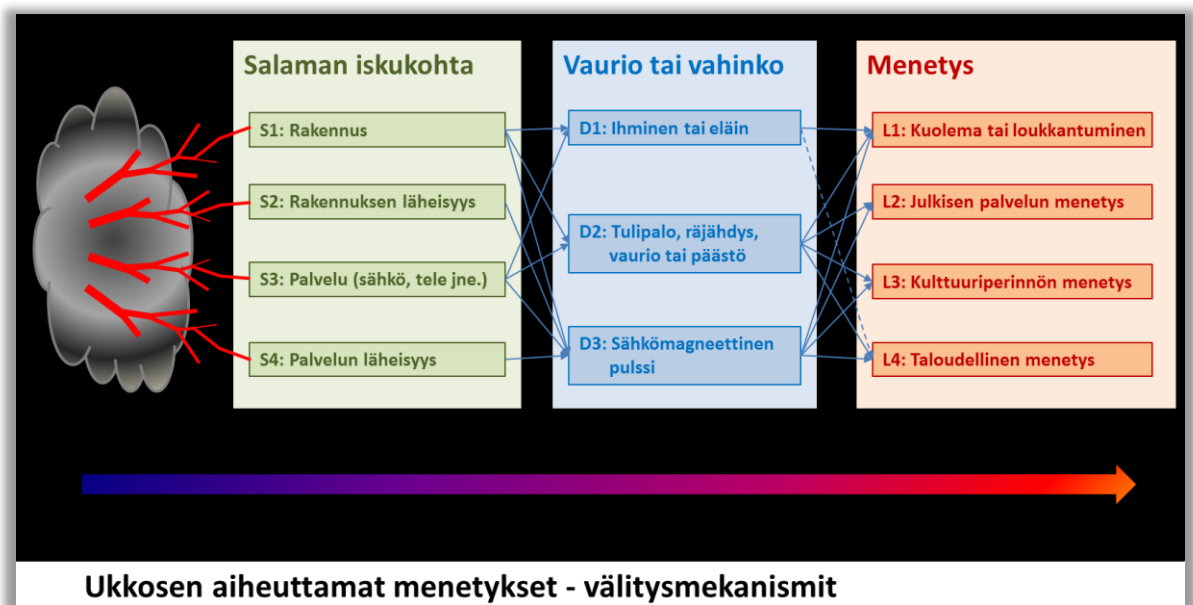 Salaman iskukohta
S1: Rakennus
S2: Rakennuksen läheisyys
S3: Palvelu (sähkö, tele jne.)
S4: Palvelun läheisyys
Vaurio tai vahinko
D1: Ihminen tai eläin
D2: Tulipalo, räjähdys,
vaurio tai päästö
D3: Sähkömagneettinen
pulssi
Menetys
L1: Kuolema tai loukkantuminen
L2: Julkisen palvelun menetys
L3: Kulttuuriperinnön menetys
L4: Taloudellinen menetys
Ukkosen aiheuttamat menetykset - välitysmekanismit